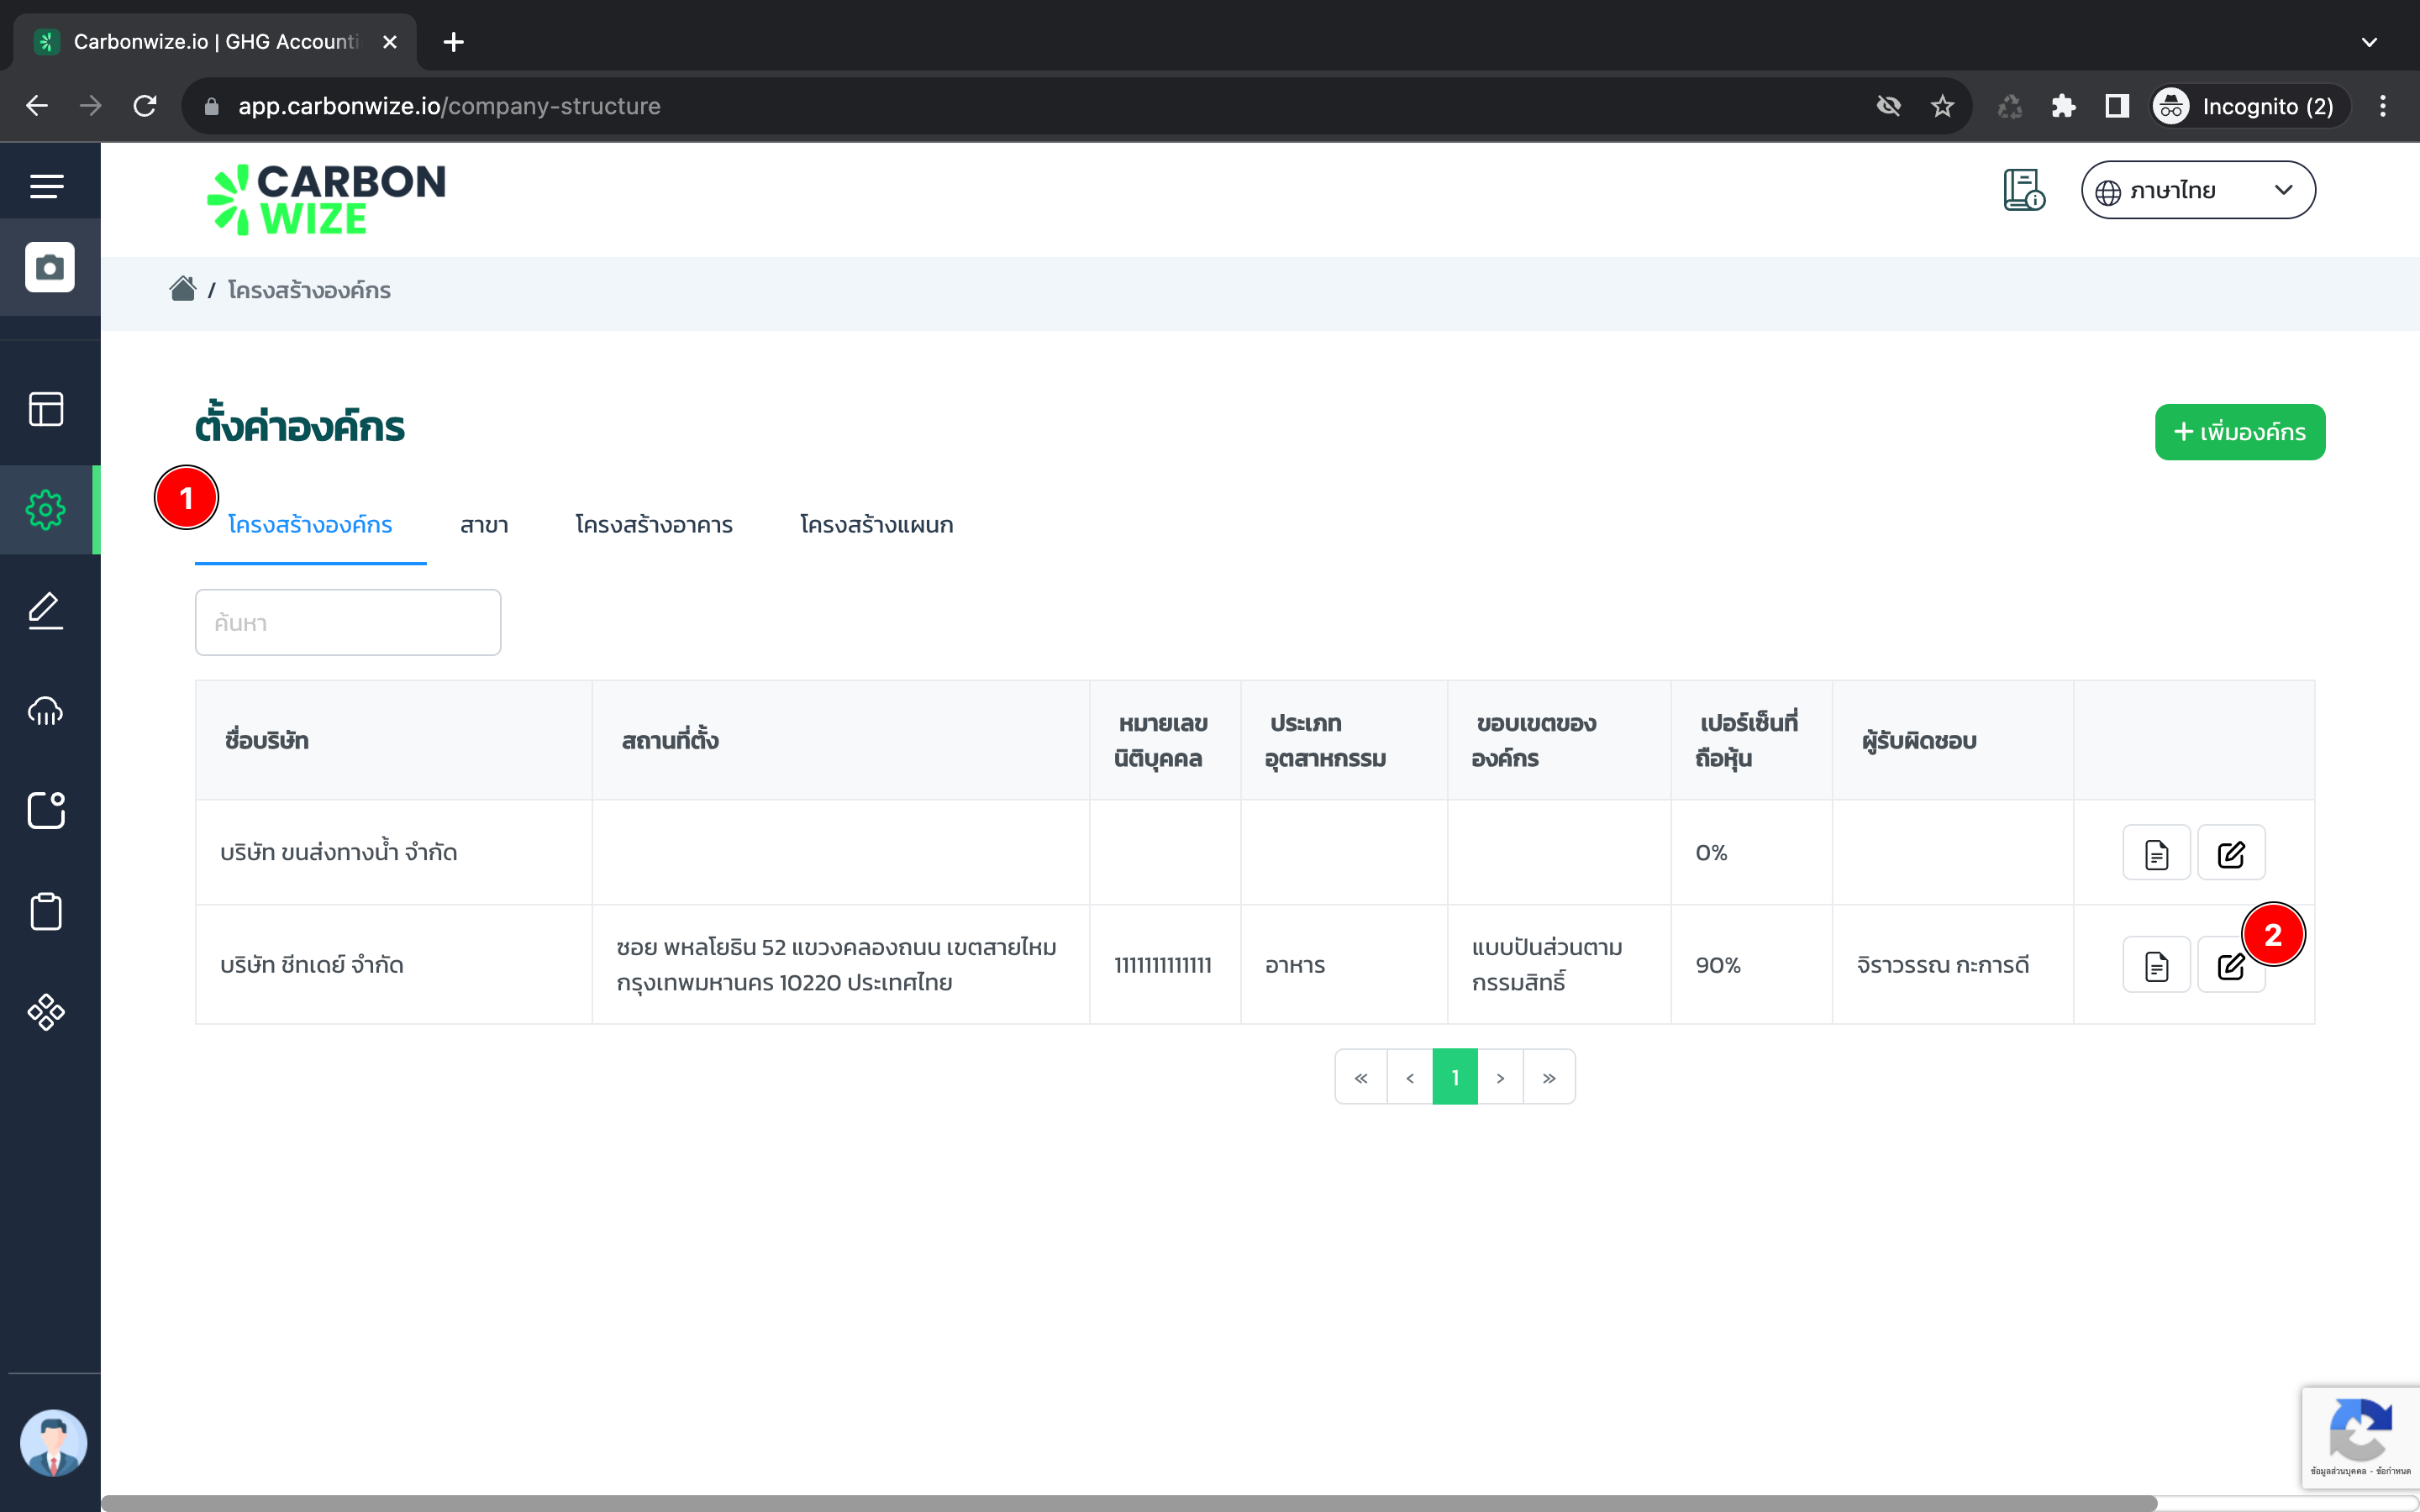 Carbonwize.io | GHG Accounti
app.carbonwize.io/company-structure
Incognito (2)
CARBON
WIZE
ภาษาไทย
/ โครงสร้างองค์กร
ตั้งค่าองค์กร
+ เพิ่มองค์กร
1
โครงสร้างองค์กร สาขา โครงสร้างอาคาร โครงสร้างแผนก
ค้นหา
ชื่อบริษัท
สถานที่ตั้ง
หมายเลข
นิติบุคคล
ประเภท
อุตสาหกรรม
ขอบเขตของ
องค์กร
เปอร์เซ็นที่
ถือหุ้น
ผู้รับผิดชอบ
บริษัท ขนส่งทางน้ำ จำกัด
0%
บริษัท ชีทเดย์ จำกัด
ซอย พหลโยธิน 52 แขวงคลองถนน เขตสายไหม
กรุงเทพมหานคร 10220 ประเทศไทย
1111111111111
อาหาร
แบบปันส่วนตาม
กรรมสิทธิ์
90%
จิราวรรณ กะการดี
2
« ‹ 1 › »
ข้อมูลส่วนบุคคล - ข้อกำหนด